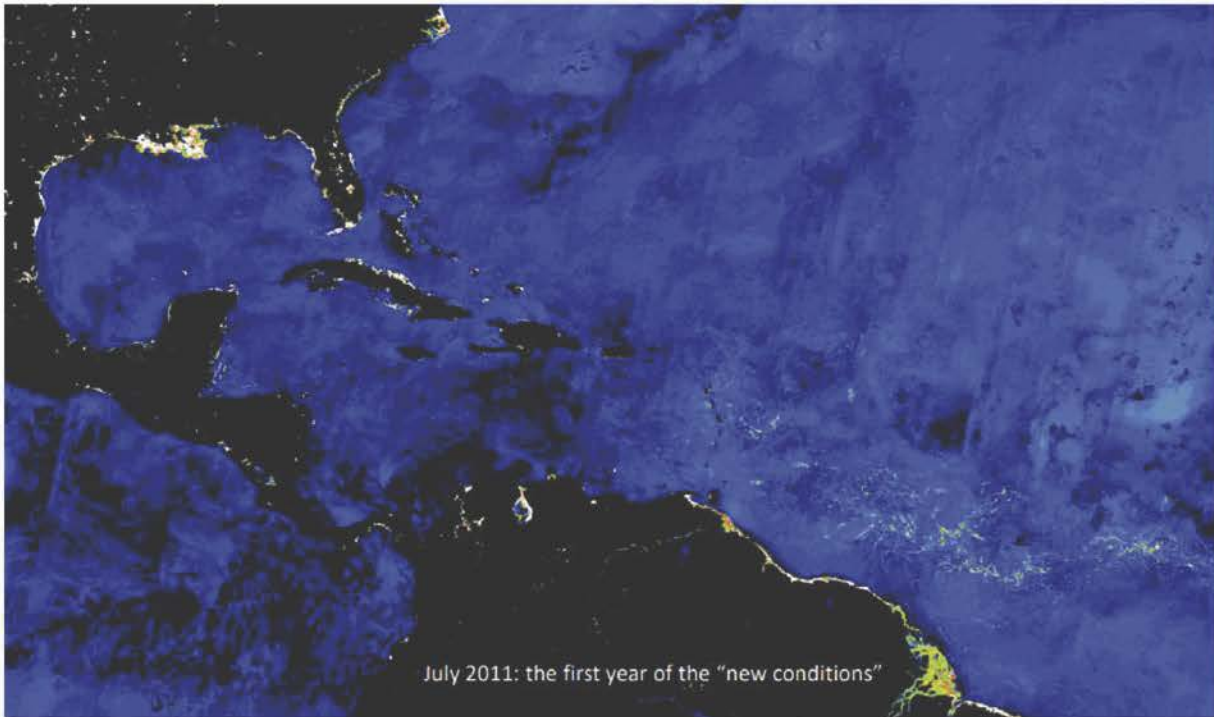 July 2011: the first year of the “new conditions”